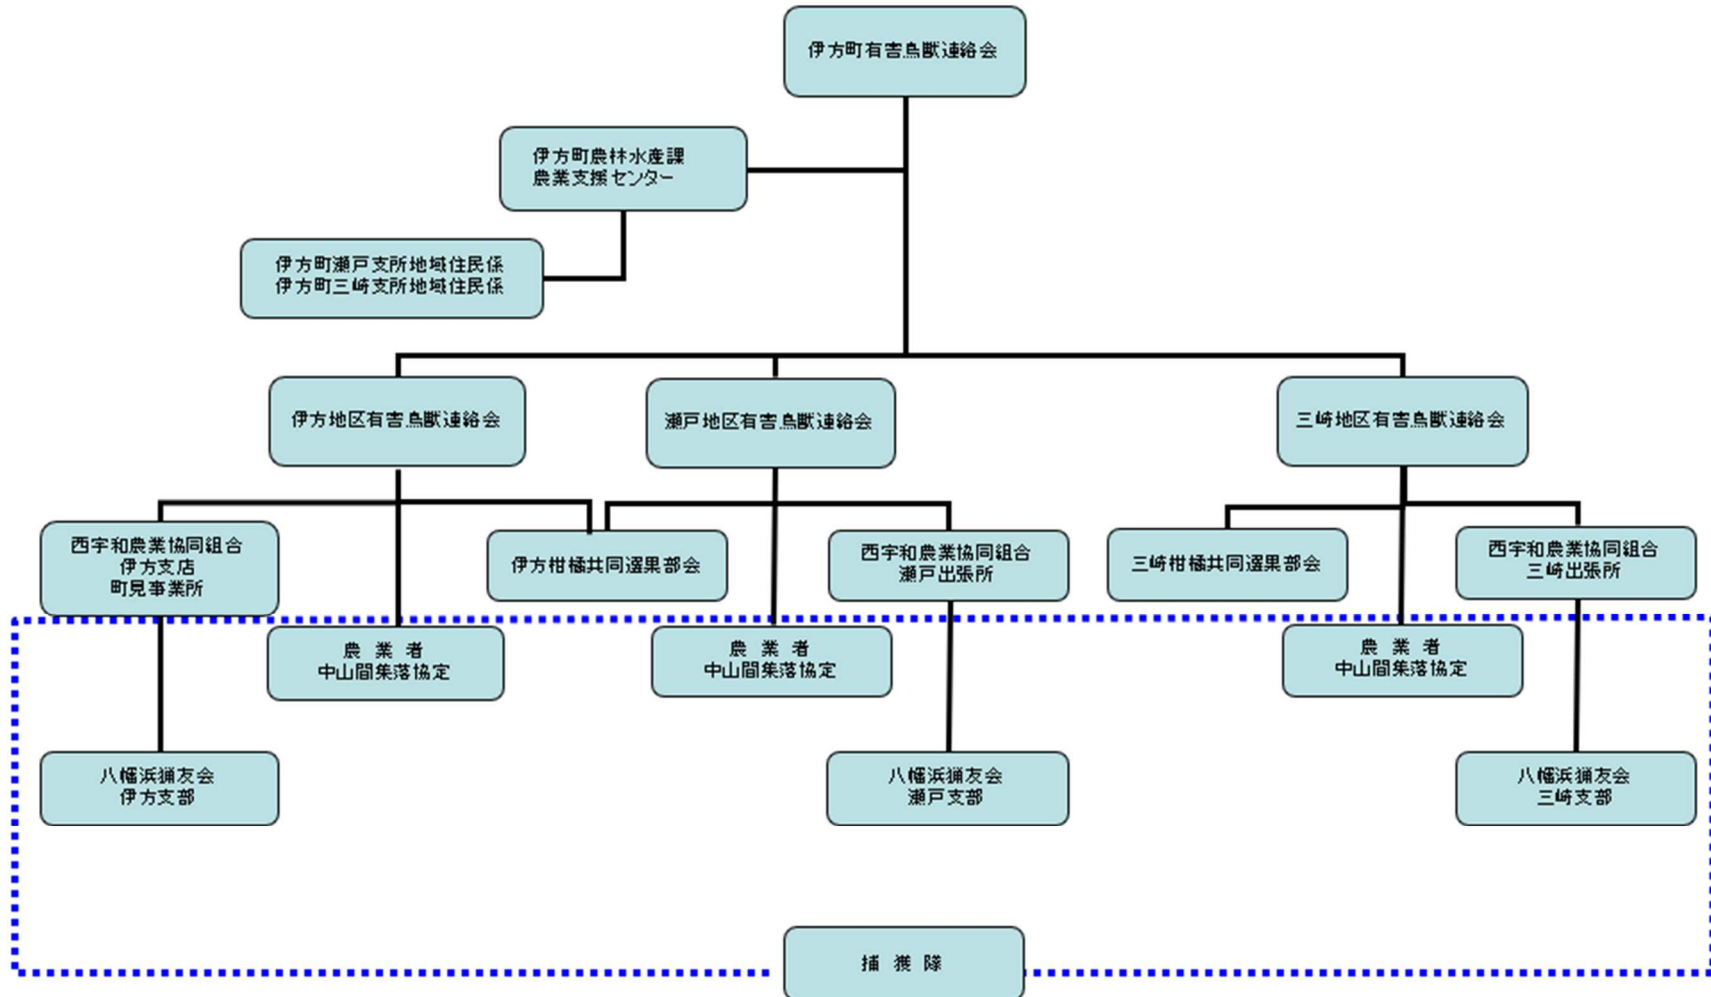 伊方町有害鳥獣連絡会
伊方町農林水産課
農業支援センター
伊方町瀬戸支所地域住民係
伊方町三崎支所地域住民係
伊方地区有害鳥獣連絡会
瀬戸地区有害鳥獣連絡会
三崎地区有害鳥獣連絡会
西宇和農業協同組合
伊方支店
町見事業所
伊方柑橘共同選果部会
西宇和農業協同組合
瀬戸出張所
三崎柑橘共同選果部会
西宇和農業協同組合
三崎出張所
農 業 者
中山間集落協定
農 業 者
中山間集落協定
農 業 者
中山間集落協定
八幡浜猟友会
伊方支部
八幡浜猟友会
瀬戸支部
八幡浜猟友会
三崎支部
捕 獲 隊